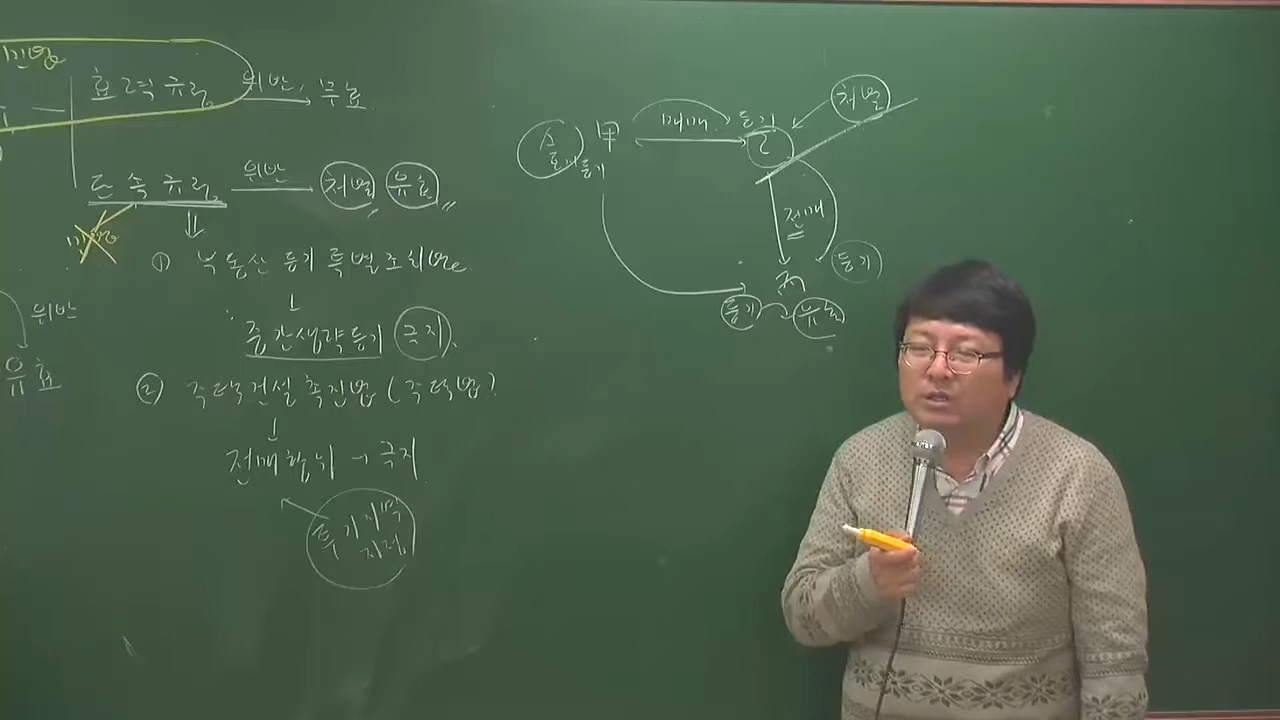 효력규정 위반 무효
단속규정 위반 처벌 유효
① 부동산 등기 특별조치법
↓
중간생략등기 금지
② 주택건설촉진법 (주택법)
↓
전매행위 → 금지
투기지역
지정
위반
유효
甲 매매 등기 乙 처벌
등기
전매
등기
丙
등기 유효